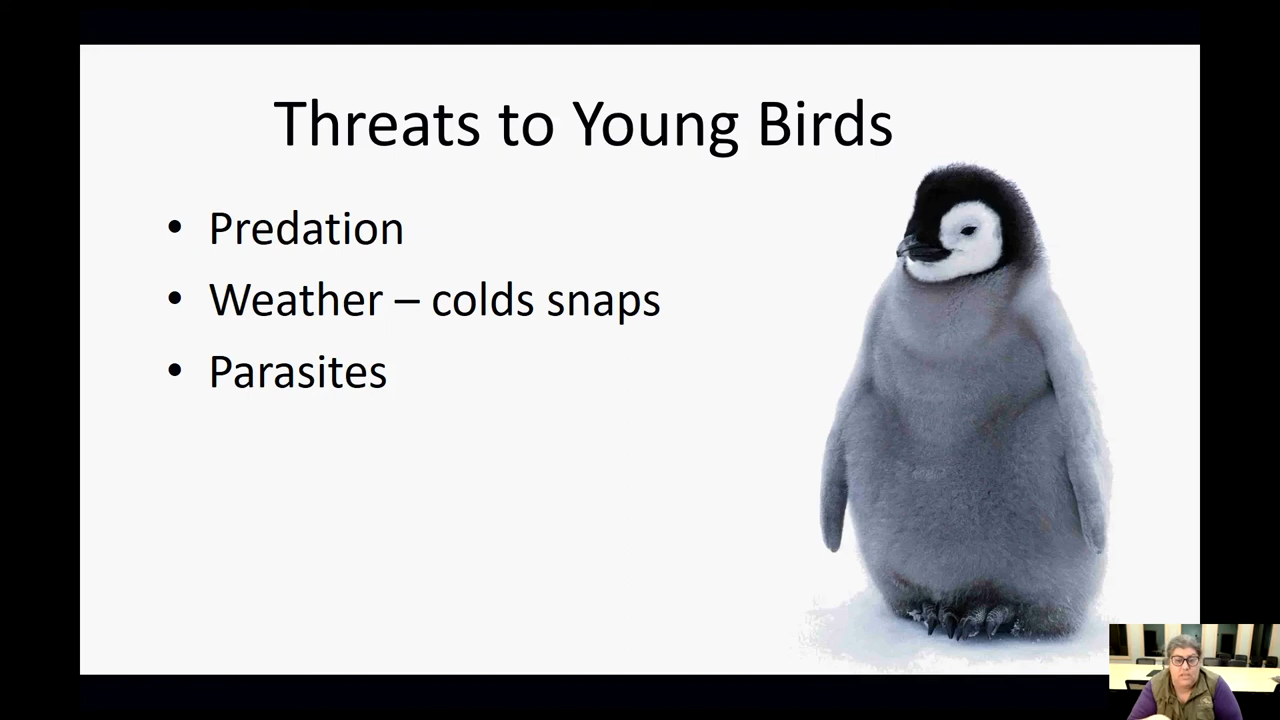 Threats to Young Birds
• Predation
• Weather – colds snaps
• Parasites